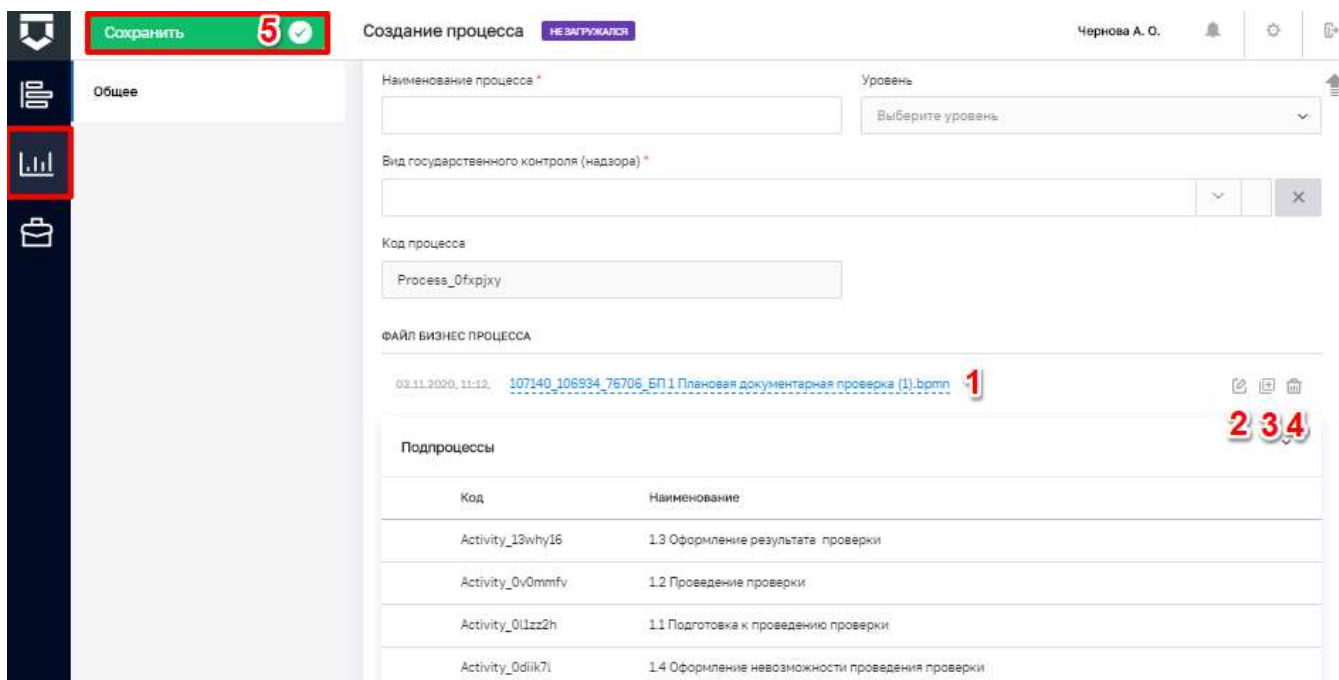 Сохранить 5 Создание процесса НЕ ЗАГРУЖАЛСЯ Чернова А. О.
Общее
Наименование процесса * Уровень
Выберите уровень
Вид государственного контроля (надзора) *
Код процесса
Process_0fxpjxy
ФАЙЛ БИЗНЕС ПРОЦЕССА
03.11.2020, 11:12, 107140_106934_76706_БП 1 Плановая документарная проверка (1).bpmn 1
2 3 4
Подпроцессы
Код Наименование
Activity_13why16 1.3 Оформление результата проверки
Activity_0v0mmfv 1.2 Проведение проверки
Activity_0l1zz2h 1.1 Подготовка к проведению проверки
Activity_0diik7l 1.4 Оформление невозможности проведения проверки